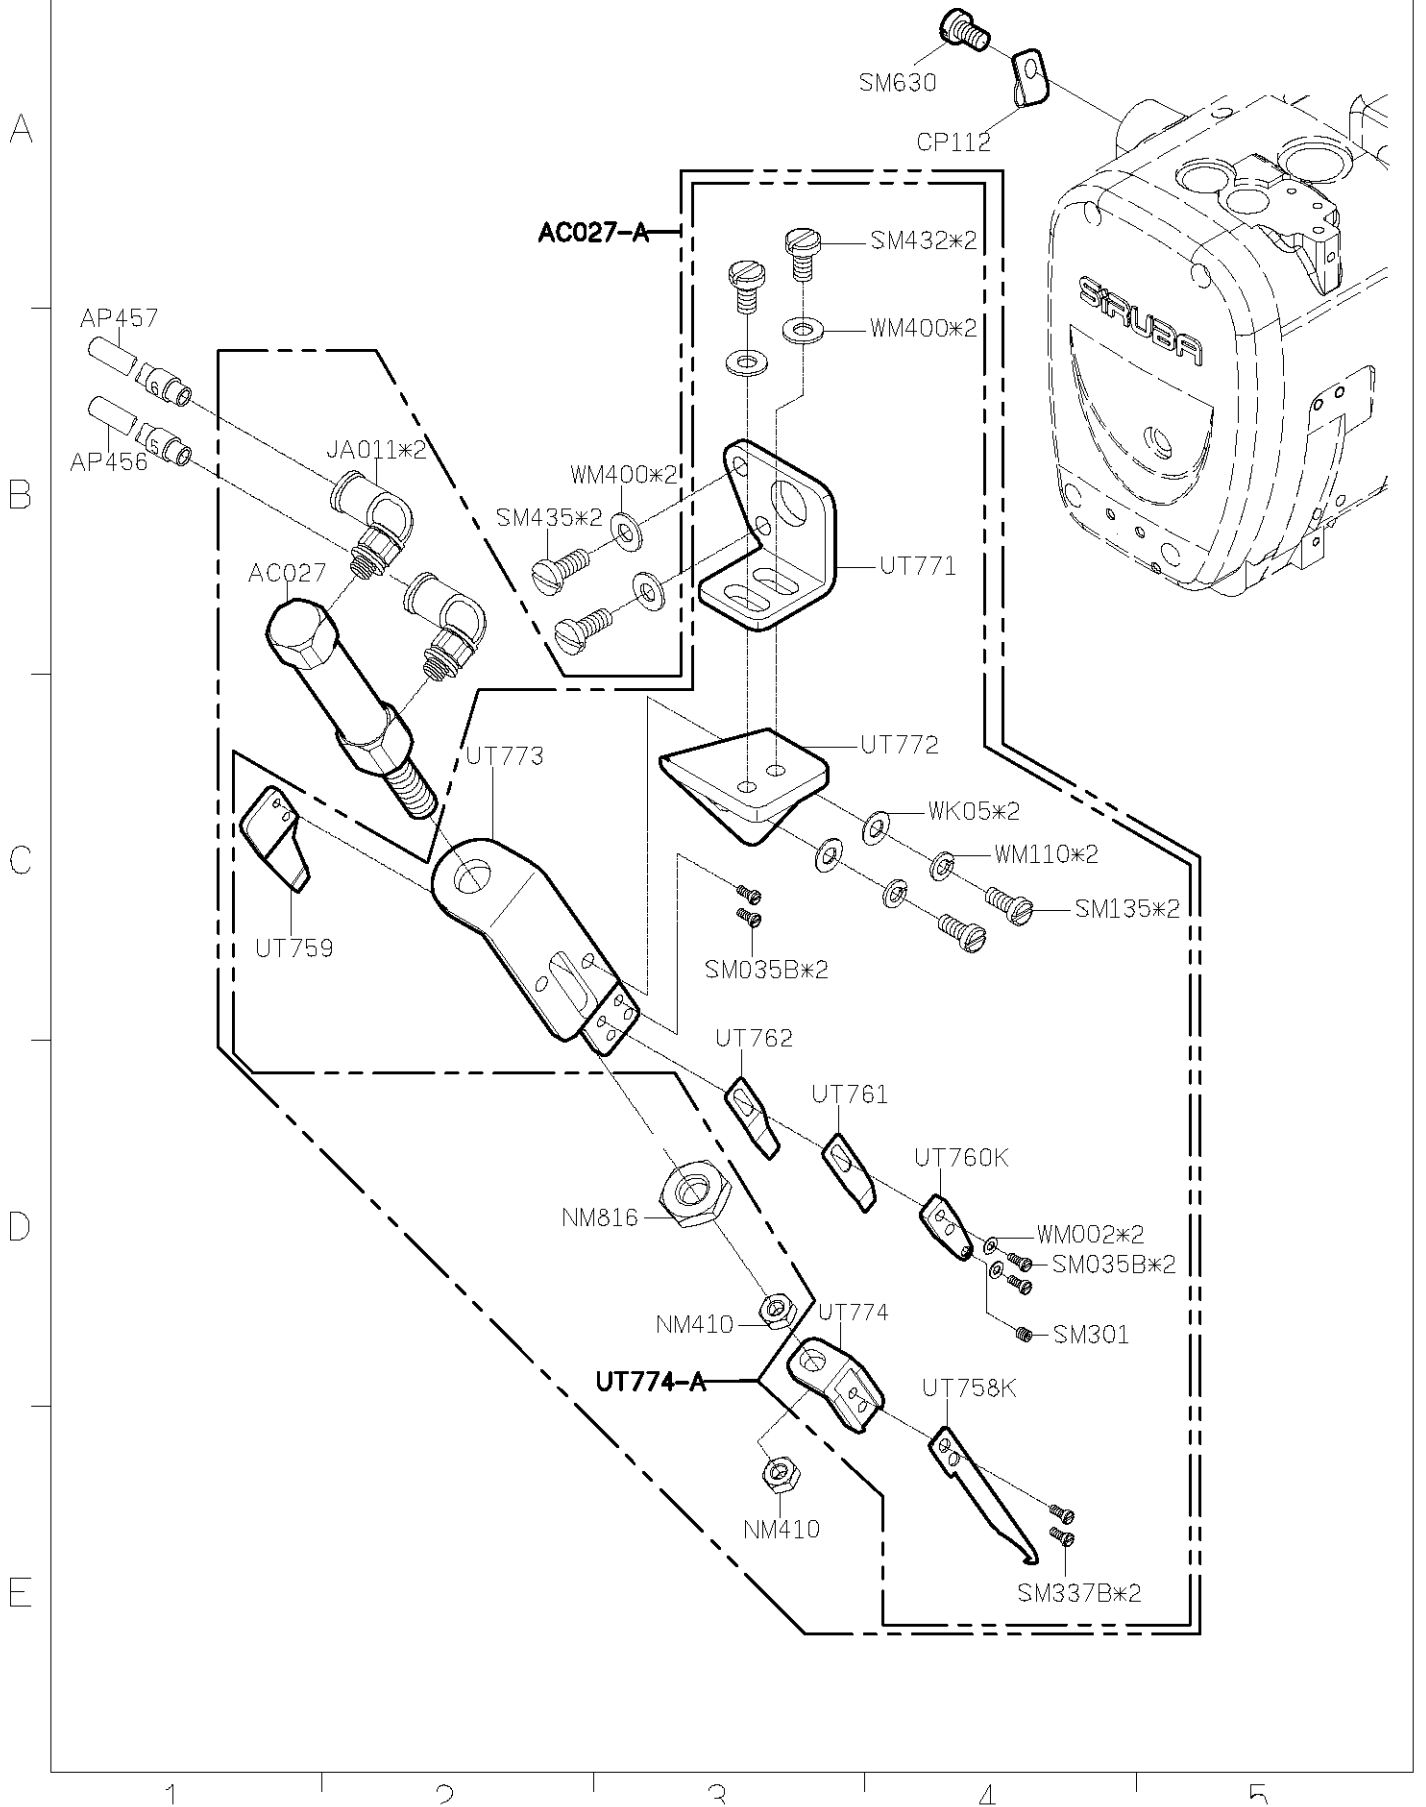 SM630
A
CP112
AC027-A
SM432*2
SiRUBA
AP457
WM400*2
6
5
JA011*2
AP456
WM400*2
B
SM435*2
AC027
UT771
UT773
UT772
WK05*2
WM110*2
C
SM135*2
UT759
SM035B*2
UT762
UT761
UT760K
NM816
D
WM002*2
SM035B*2
NM410
UT774
SM301
UT774-A
UT758K
NM410
E
SM337B*2
1
2
3
4
5